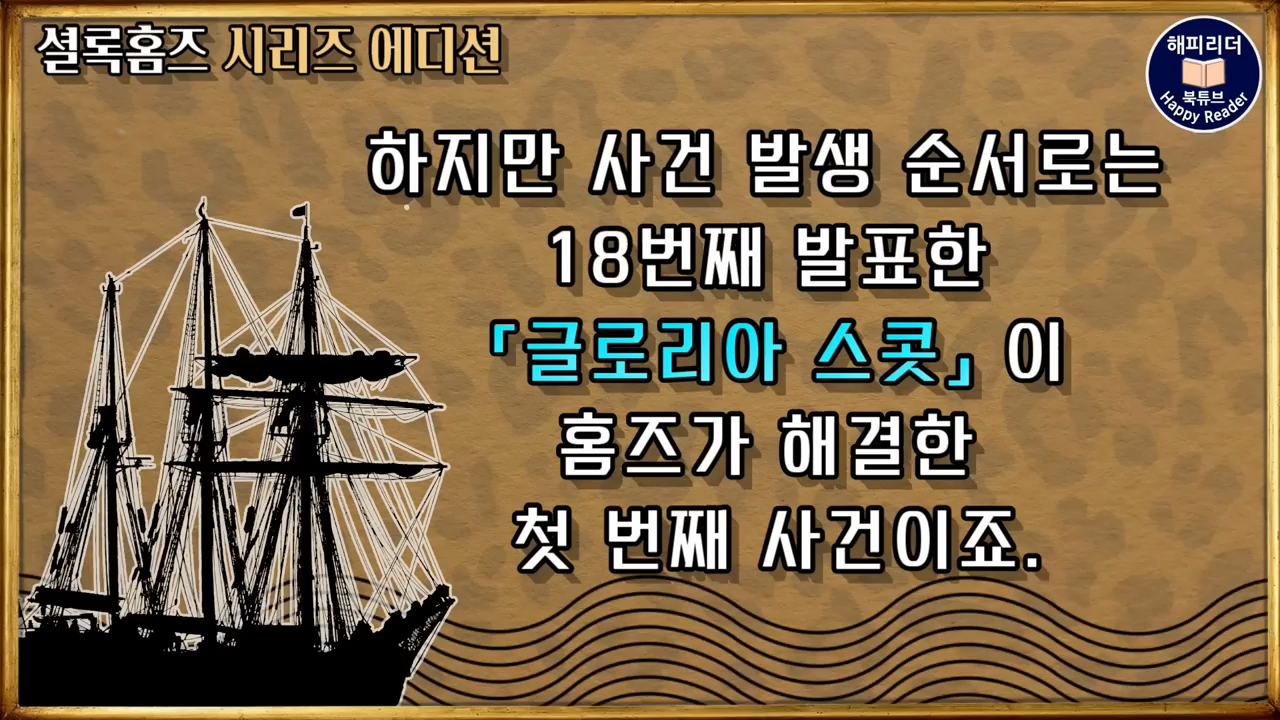 셜록홈즈 시리즈 에디션
해피리더
북튜브
Happy Reader
하지만 사건 발생 순서로는
18번째 발표한
「글로리아 스콧」 이
홈즈가 해결한
첫 번째 사건이죠.